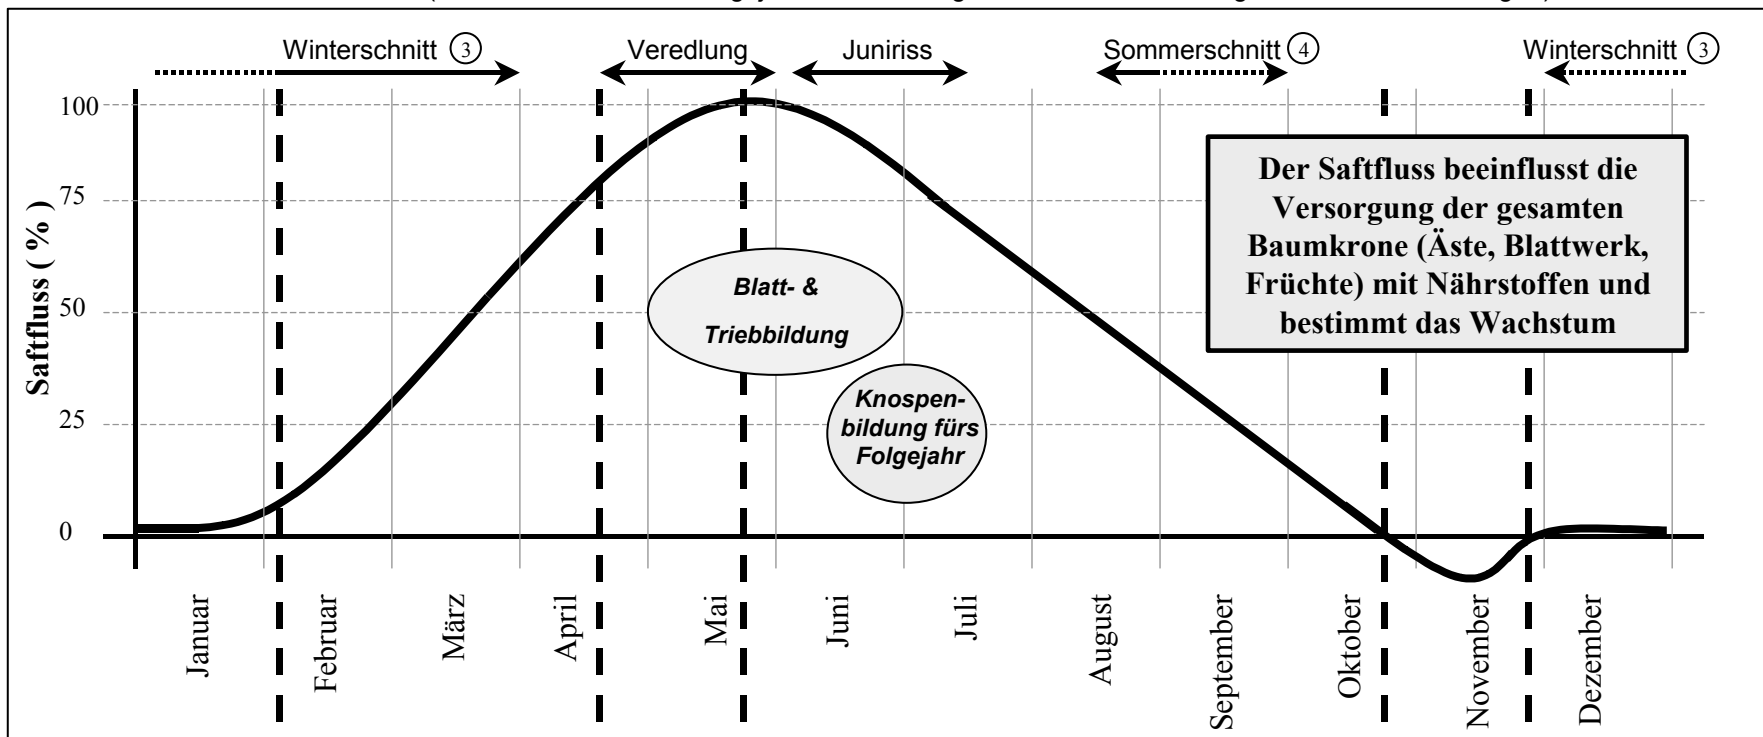 Winterschnitt 3
Veredlung
Juniriss
Sommerschnitt 4
Winterschnitt 3
100
75
50
25
0
Saftfluss ( % )
Der Saftfluss beeinflusst die
Versorgung der gesamten
Baumkrone (Äste, Blattwerk,
Früchte) mit Nährstoffen und
bestimmt das Wachstum
Blatt- &
Triebbildung
Knospen-
bildung fürs
Folgejahr
Januar
Februar
März
April
Mai
Juni
Juli
August
September
Oktober
November
Dezember